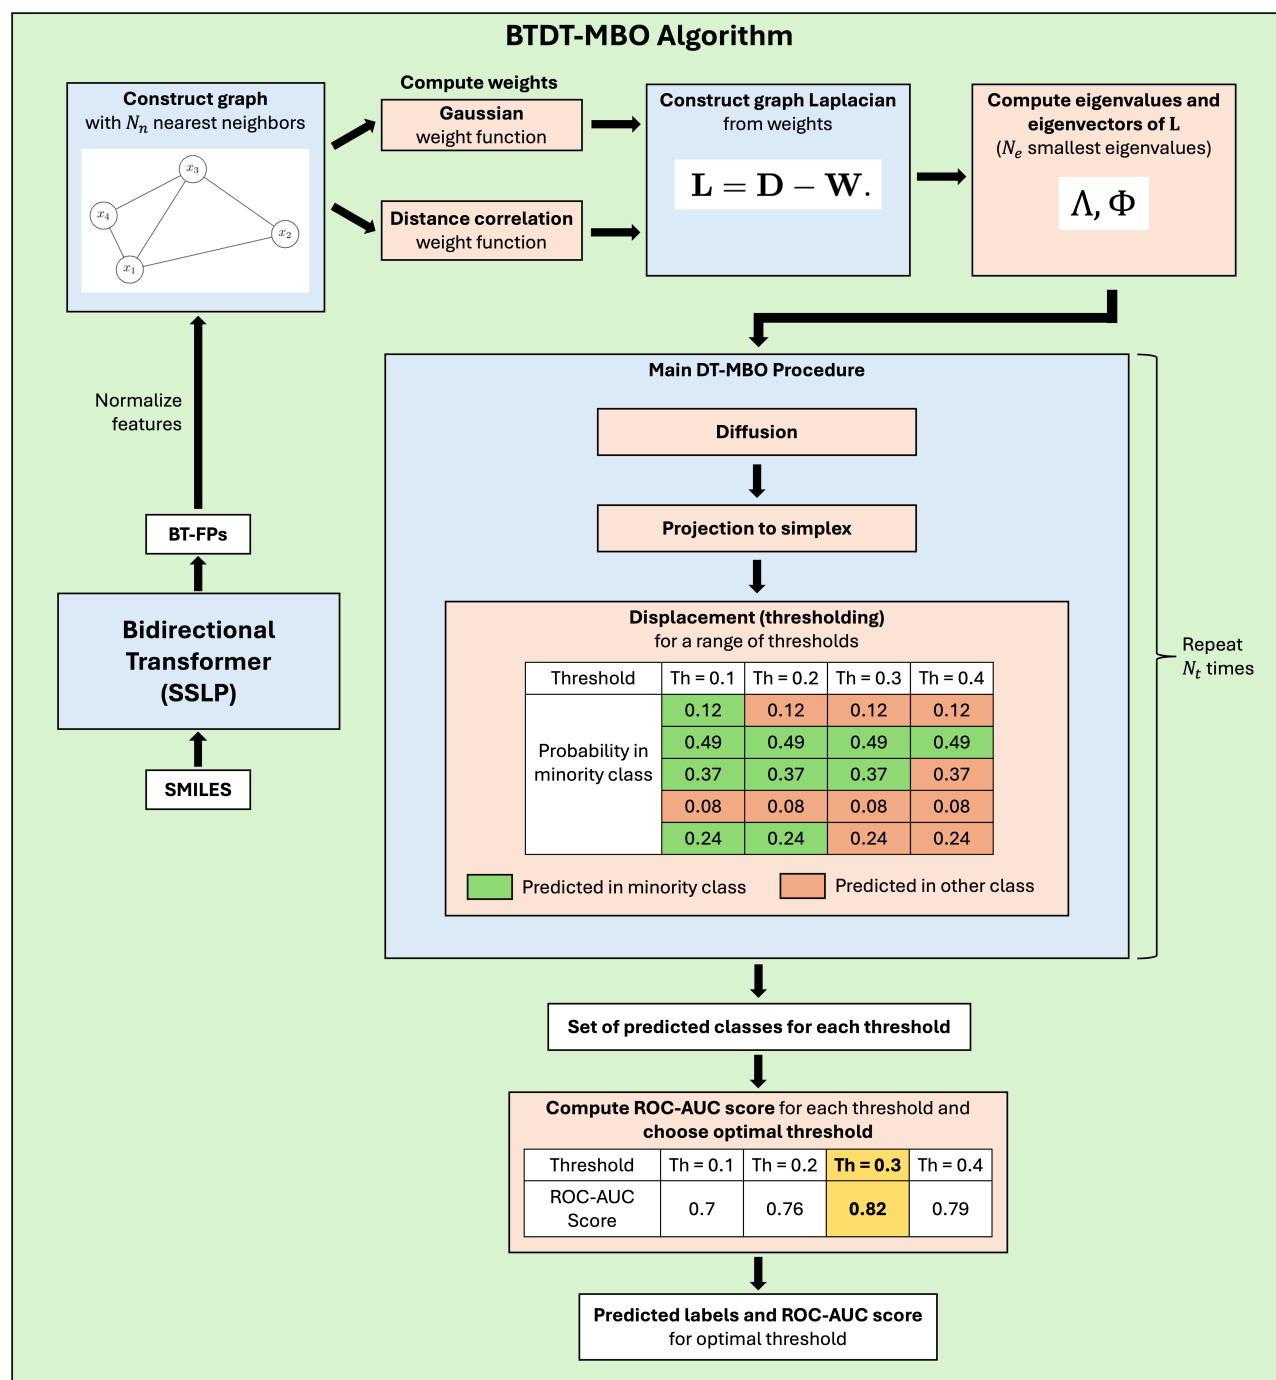 BTDT-MBO Algorithm
Construct graph
with Nₙ nearest neighbors
x₃
x₄
x₂
x₁
Compute weights
Gaussian
weight function
Distance correlation
weight function
Construct graph Laplacian
from weights
L = D − W.
Compute eigenvalues and
eigenvectors of L
(Nₑ smallest eigenvalues)
Λ, Φ
Normalize
features
BT-FPs
Bidirectional
Transformer
(SSLP)
SMILES
Main DT-MBO Procedure
Diffusion
Projection to simplex
Displacement (thresholding)
for a range of thresholds
Threshold Th = 0.1 Th = 0.2 Th = 0.3 Th = 0.4
Probability in
minority class
0.12 0.12 0.12 0.12
0.49 0.49 0.49 0.49
0.37 0.37 0.37 0.37
0.08 0.08 0.08 0.08
0.24 0.24 0.24 0.24
Predicted in minority class
Predicted in other class
Repeat
Nₜ times
Set of predicted classes for each threshold
Compute ROC-AUC score for each threshold and
choose optimal threshold
Threshold Th = 0.1 Th = 0.2 Th = 0.3 Th = 0.4
ROC-AUC
Score
0.7 0.76 0.82 0.79
Predicted labels and ROC-AUC score
for optimal threshold